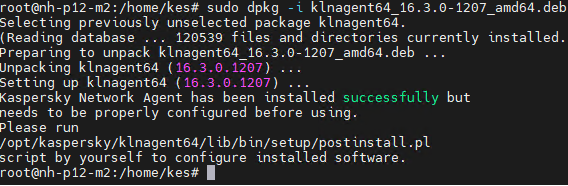 root@nh-p12-m2:/home/kes# sudo dpkg -i klnagent64_16.3.0-1207_amd64.deb
Selecting previously unselected package klnagent64.
(Reading database ... 120539 files and directories currently installed.
Preparing to unpack klnagent64_16.3.0-1207_amd64.deb ...
Unpacking klnagent64 (16.3.0.1207) ...
Setting up klnagent64 (16.3.0.1207) ...
Kaspersky Network Agent has been installed successfully but
needs to be properly configured before using.
Please run
/opt/kaspersky/klnagent64/lib/bin/setup/postinstall.pl
script by yourself to configure installed software.
root@nh-p12-m2:/home/kes#